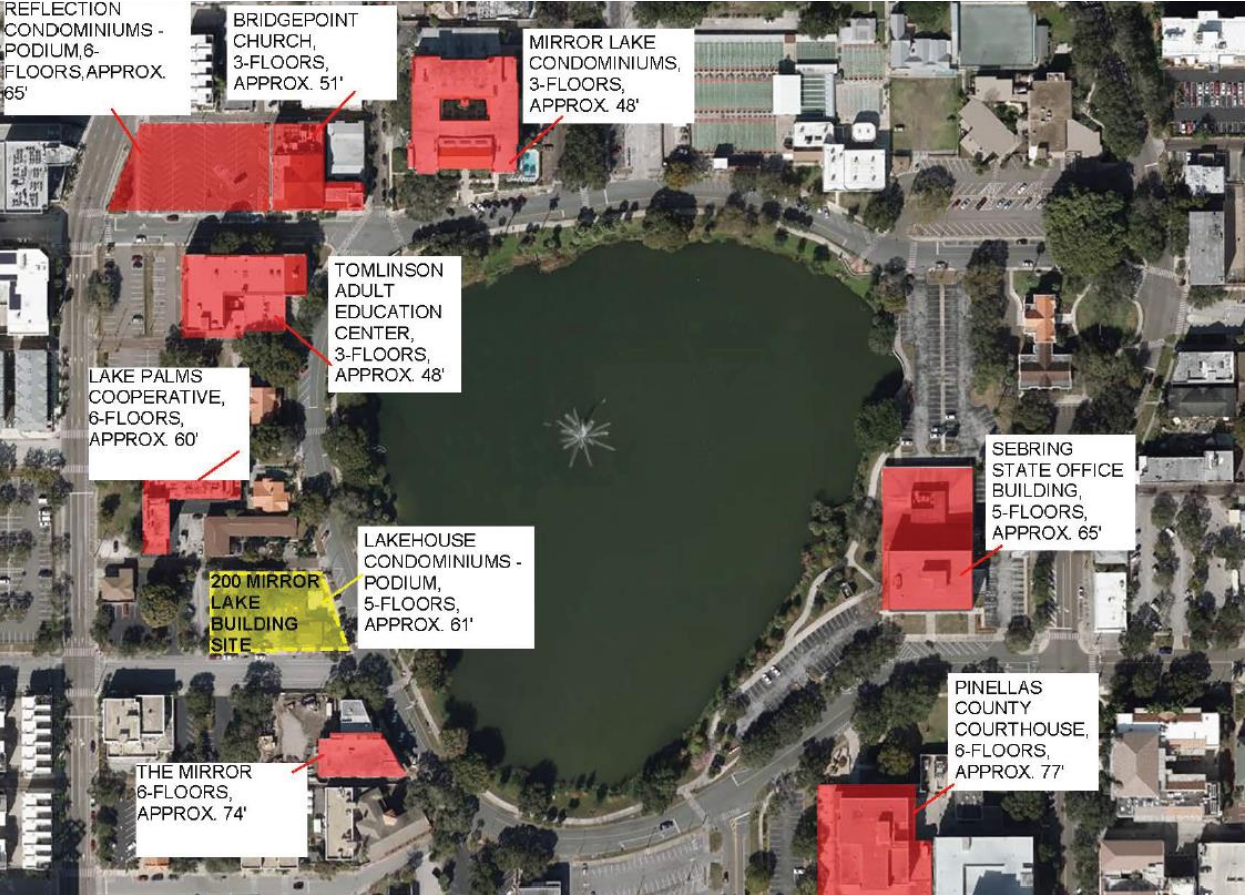 REFLECTION
CONDOMINIUMS -
PODIUM,6-
FLOORS,APPROX.
65'
BRIDGEPOINT
CHURCH,
3-FLOORS,
APPROX. 51'
MIRROR LAKE
CONDOMINIUMS,
3-FLOORS,
APPROX. 48'
TOMLINSON
ADULT
EDUCATION
CENTER,
3-FLOORS,
APPROX. 48'
LAKE PALMS
COOPERATIVE,
6-FLOORS,
APPROX. 60'
SEBRING
STATE OFFICE
BUILDING,
5-FLOORS,
APPROX. 65'
LAKEHOUSE
CONDOMINIUMS -
PODIUM,
5-FLOORS,
APPROX. 61'
200 MIRROR
LAKE
BUILDING
SITE
PINELLAS
COUNTY
COURTHOUSE,
6-FLOORS,
APPROX. 77'
THE MIRROR
6-FLOORS,
APPROX. 74'